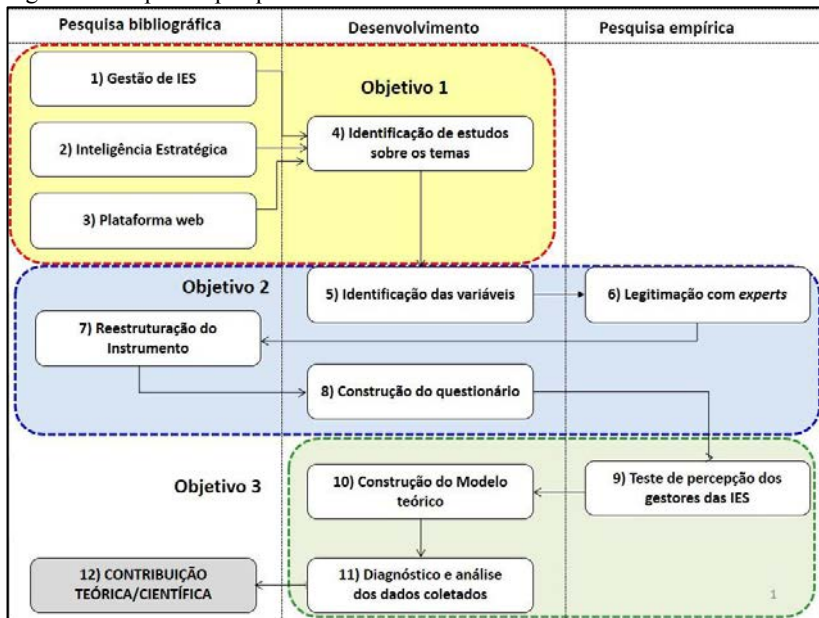 Pesquisa bibliográfica
Desenvolvimento
Pesquisa empírica
1) Gestão de IES
Objetivo 1
4) Identificação de estudos
sobre os temas
2) Inteligência Estratégica
3) Plataforma web
Objetivo 2
5) Identificação das variáveis
6) Legitimação com experts
7) Reestruturação do
Instrumento
8) Construção do questionário
Objetivo 3
10) Construção do Modelo
teórico
9) Teste de percepção dos
gestores das IES
12) CONTRIBUIÇÃO
TEÓRICA/CIENTÍFICA
11) Diagnóstico e análise
dos dados coletados
1